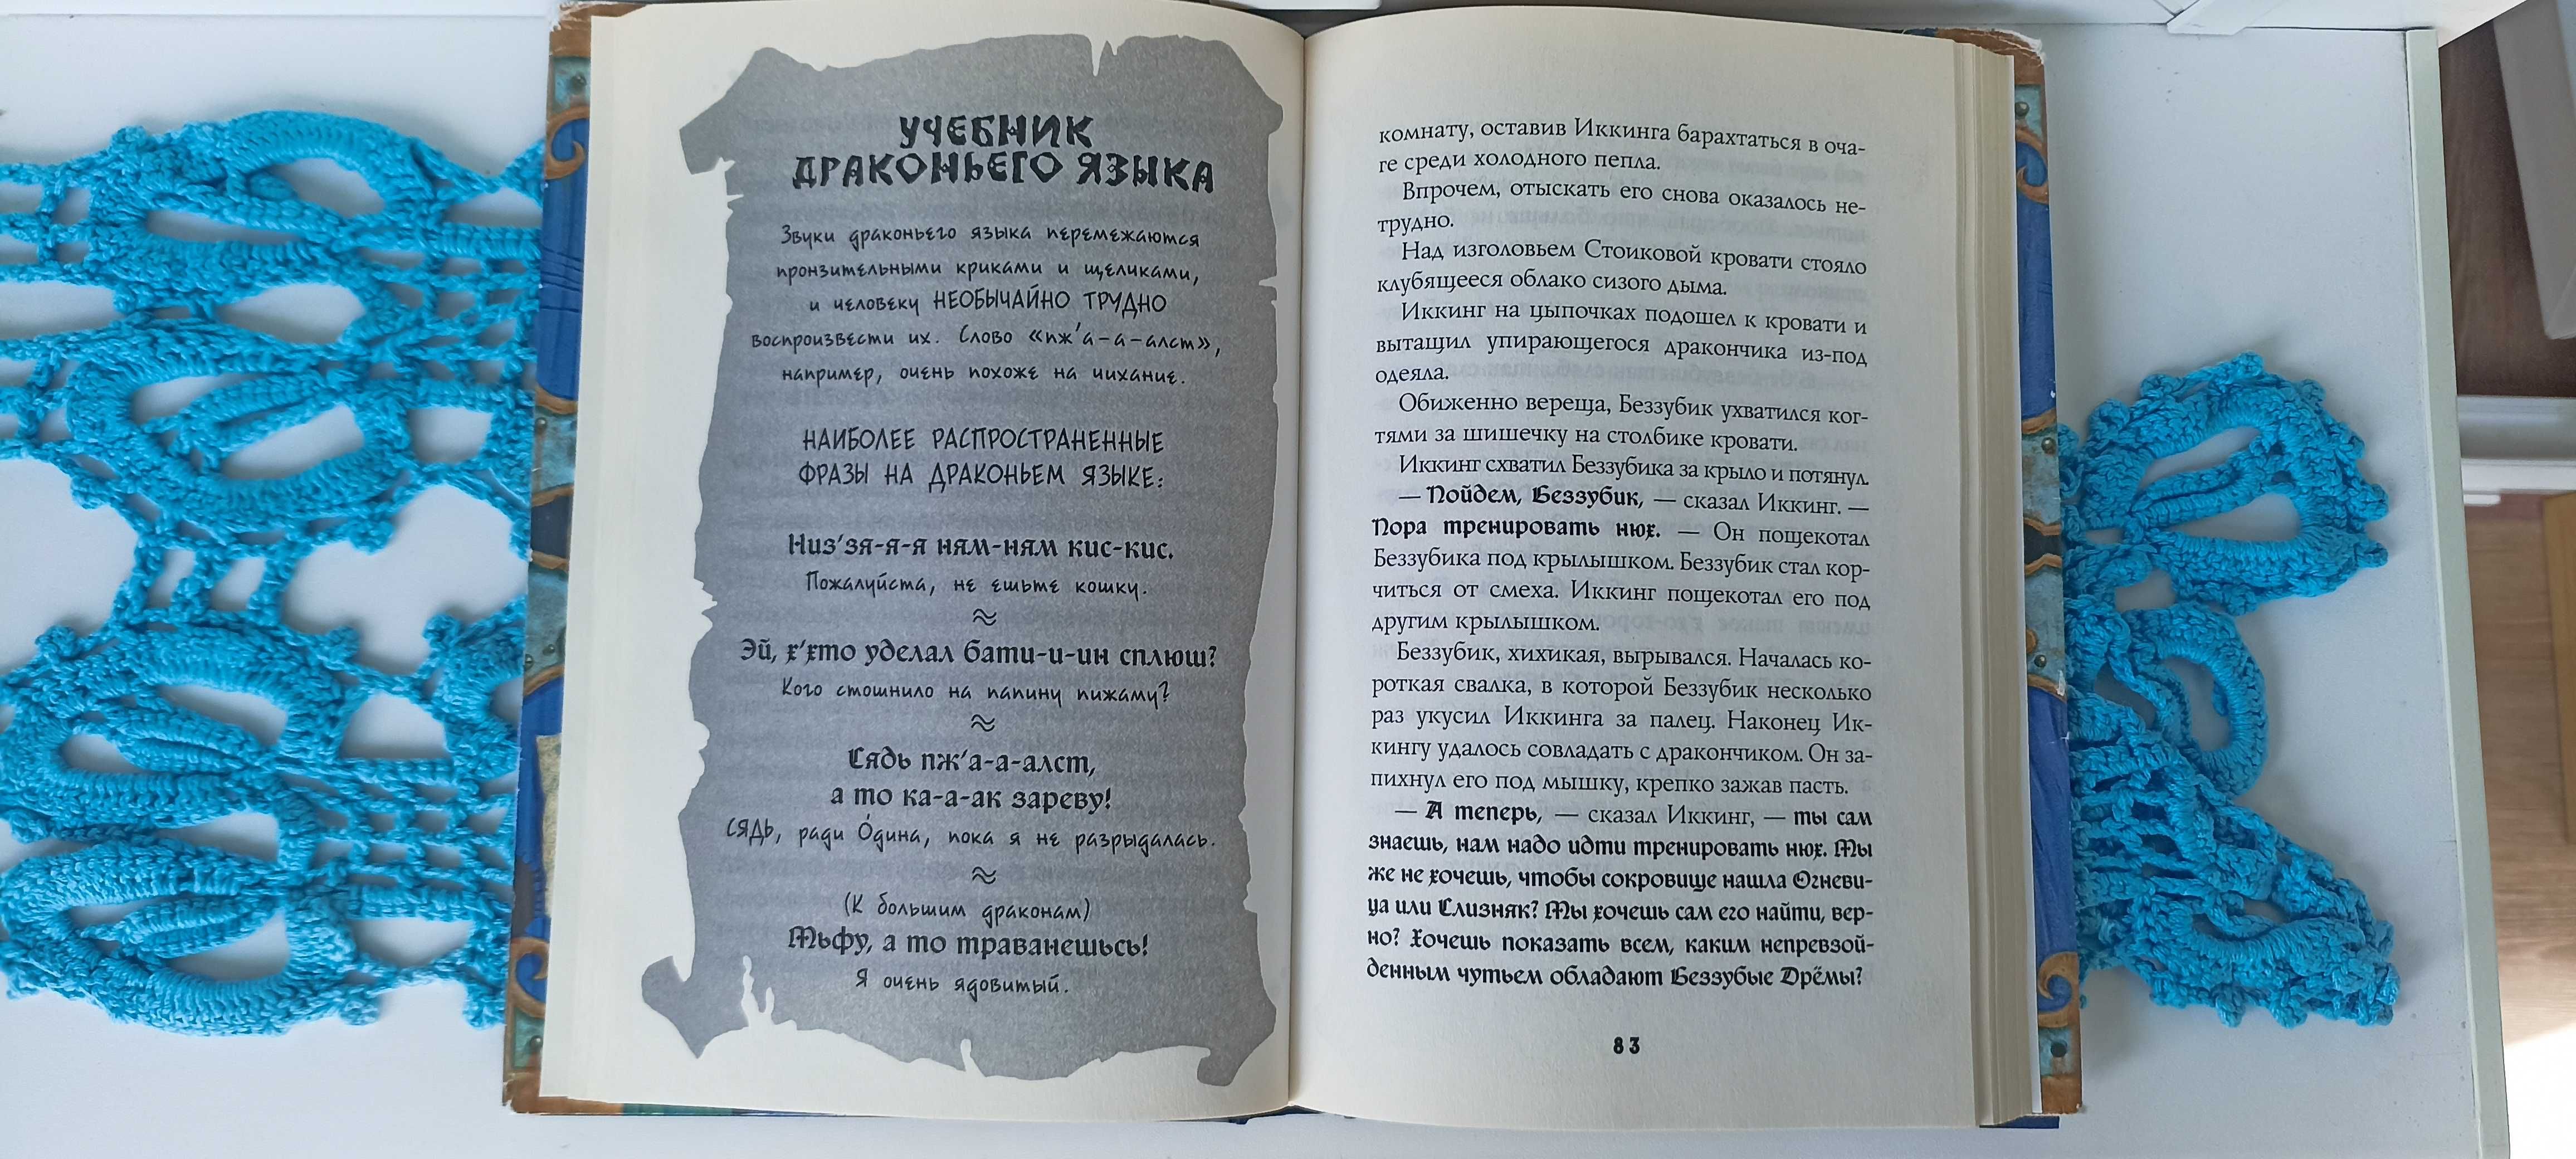 УЧЕБНИК
ДРАКОНЬЕГО ЯЗЫКА
Звуки драконьего языка перемежаются
пронзительными криками и щелчками,
и человеку НЕОБЫЧАЙНО ТРУДНО
воспроизвести их. Слово «пж'а-а-алст»,
например, очень похоже на чихание.
НАИБОЛЕЕ РАСПРОСТРАНЕННЫЕ
ФРАЗЫ НА ДРАКОНЬЕМ ЯЗЫКЕ:
Низ'зя-я-я ням-ням кис-кис.
Пожалуйста, не ешьте кошку.
≈
Эй, х'хто уделал бати-и-ин сплюш?
Кого стошнило на папину пижаму?
≈
Сядь пж'а-а-алст,
а то ка-а-ак зареву!
СЯДЬ, ради О́дина, пока я не разрыдалась.
≈
(К большим драконам)
Тьфу, а то траванешьсь!
Я очень ядовитый.
комнату, оставив Иккинга барахтаться в оча-
ге среди холодного пепла.
Впрочем, отыскать его снова оказалось не-
трудно.
Над изголовьем Стоиковой кровати стояло
клубящееся облако сизого дыма.
Иккинг на цыпочках подошел к кровати и
вытащил упирающегося дракончика из-под
одеяла.
Обиженно вереща, Беззубик ухватился ког-
тями за шишечку на столбике кровати.
Иккинг схватил Беззубика за крыло и потянул.
— Пойдем, Беззубик, — сказал Иккинг. —
Пора тренировать нюх. — Он пощекотал
Беззубика под крылышком. Беззубик стал кор-
читься от смеха. Иккинг пощекотал его под
другим крылышком.
Беззубик, хихикая, вырывался. Началась ко-
роткая свалка, в которой Беззубик несколько
раз укусил Иккинга за палец. Наконец Ик-
кингу удалось совладать с дракончиком. Он за-
пихнул его под мышку, крепко зажав пасть.
— А теперь, — сказал Иккинг, — ты сам
знаешь, нам надо идти тренировать нюх. Ты
же не хочешь, чтобы сокровище нашла Огневи-
ца или Слизняк? Ты хочешь сам его найти, вер-
но? Хочешь показать всем, каким непревзой-
денным чутьем обладают Беззубые Дрёмы?
83